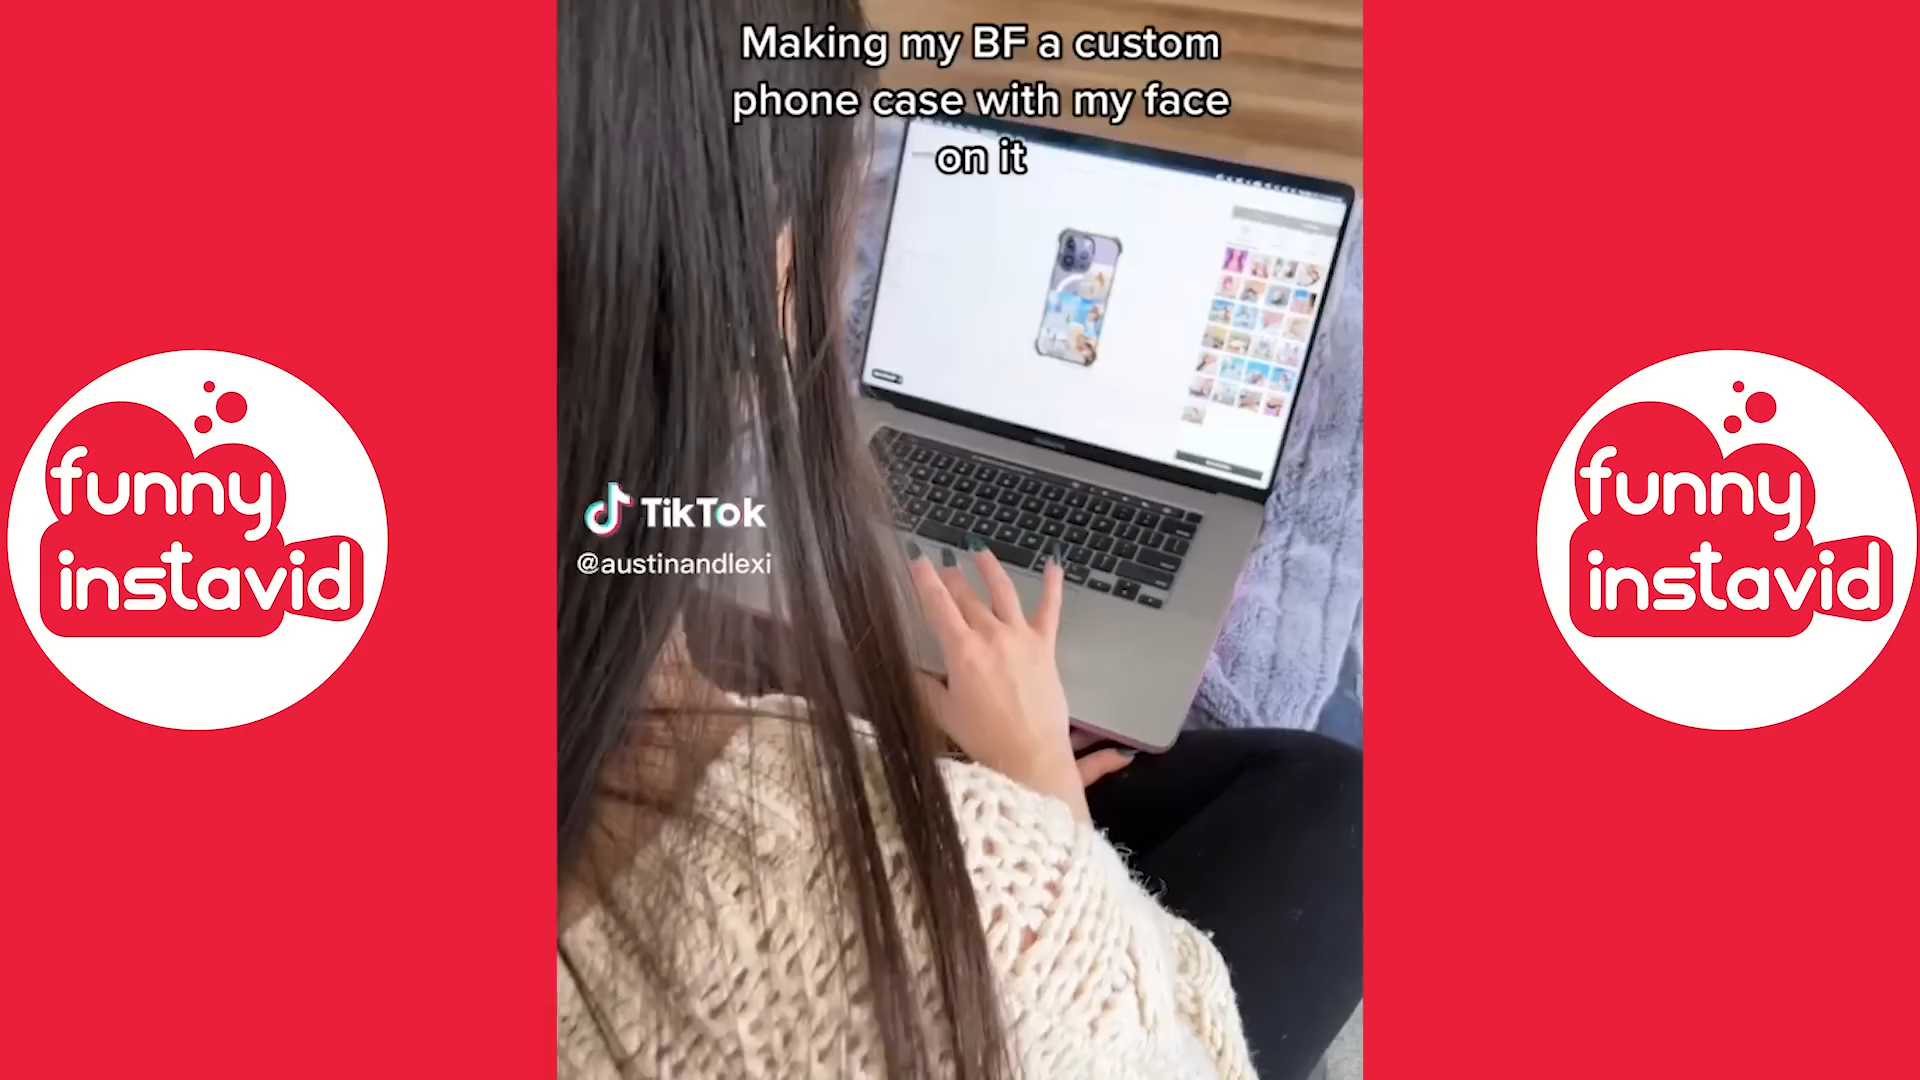 Making my BF a custom
phone case with my face
on it
funny
instavid
TikTok
@austinandlexi
funny
instavid